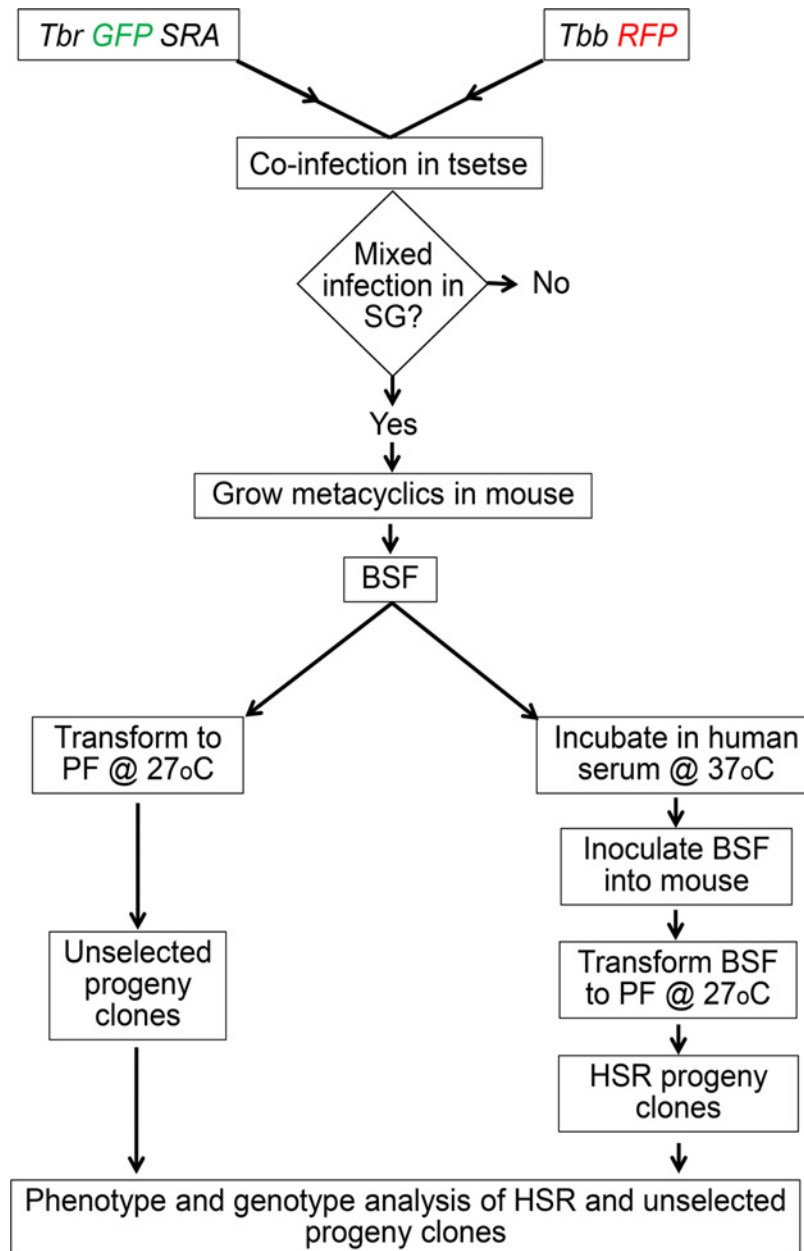 Tbr GFP SRA
Tbb RFP
Co-infection in tsetse
Mixed
infection in
SG?
No
Yes
Grow metacyclics in mouse
BSF
Transform to
PF @ 27oC
Unselected
progeny
clones
Incubate in human
serum @ 37oC
Inoculate BSF
into mouse
Transform BSF
to PF @ 27oC
HSR progeny
clones
Phenotype and genotype analysis of HSR and unselected
progeny clones